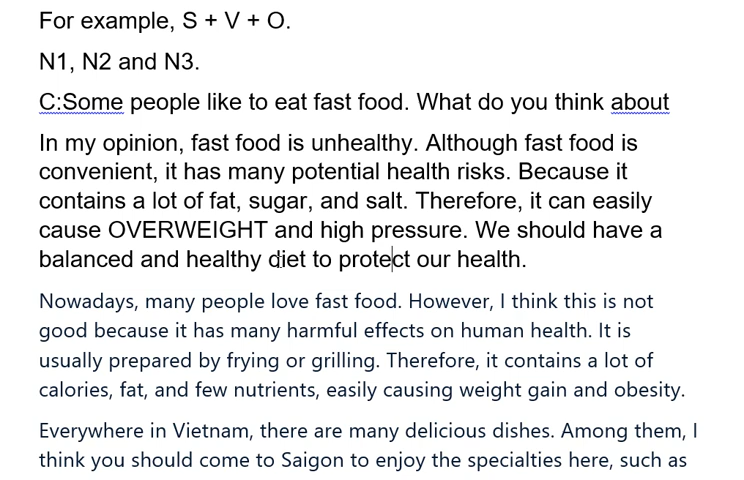 For example, S + V + O.
N1, N2 and N3.
C:Some people like to eat fast food. What do you think about
In my opinion, fast food is unhealthy. Although fast food is
convenient, it has many potential health risks. Because it
contains a lot of fat, sugar, and salt. Therefore, it can easily
cause OVERWEIGHT and high pressure. We should have a
balanced and healthy diet to protect our health.
Nowadays, many people love fast food. However, I think this is not
good because it has many harmful effects on human health. It is
usually prepared by frying or grilling. Therefore, it contains a lot of
calories, fat, and few nutrients, easily causing weight gain and obesity.
Everywhere in Vietnam, there are many delicious dishes. Among them, I
think you should come to Saigon to enjoy the specialties here, such as